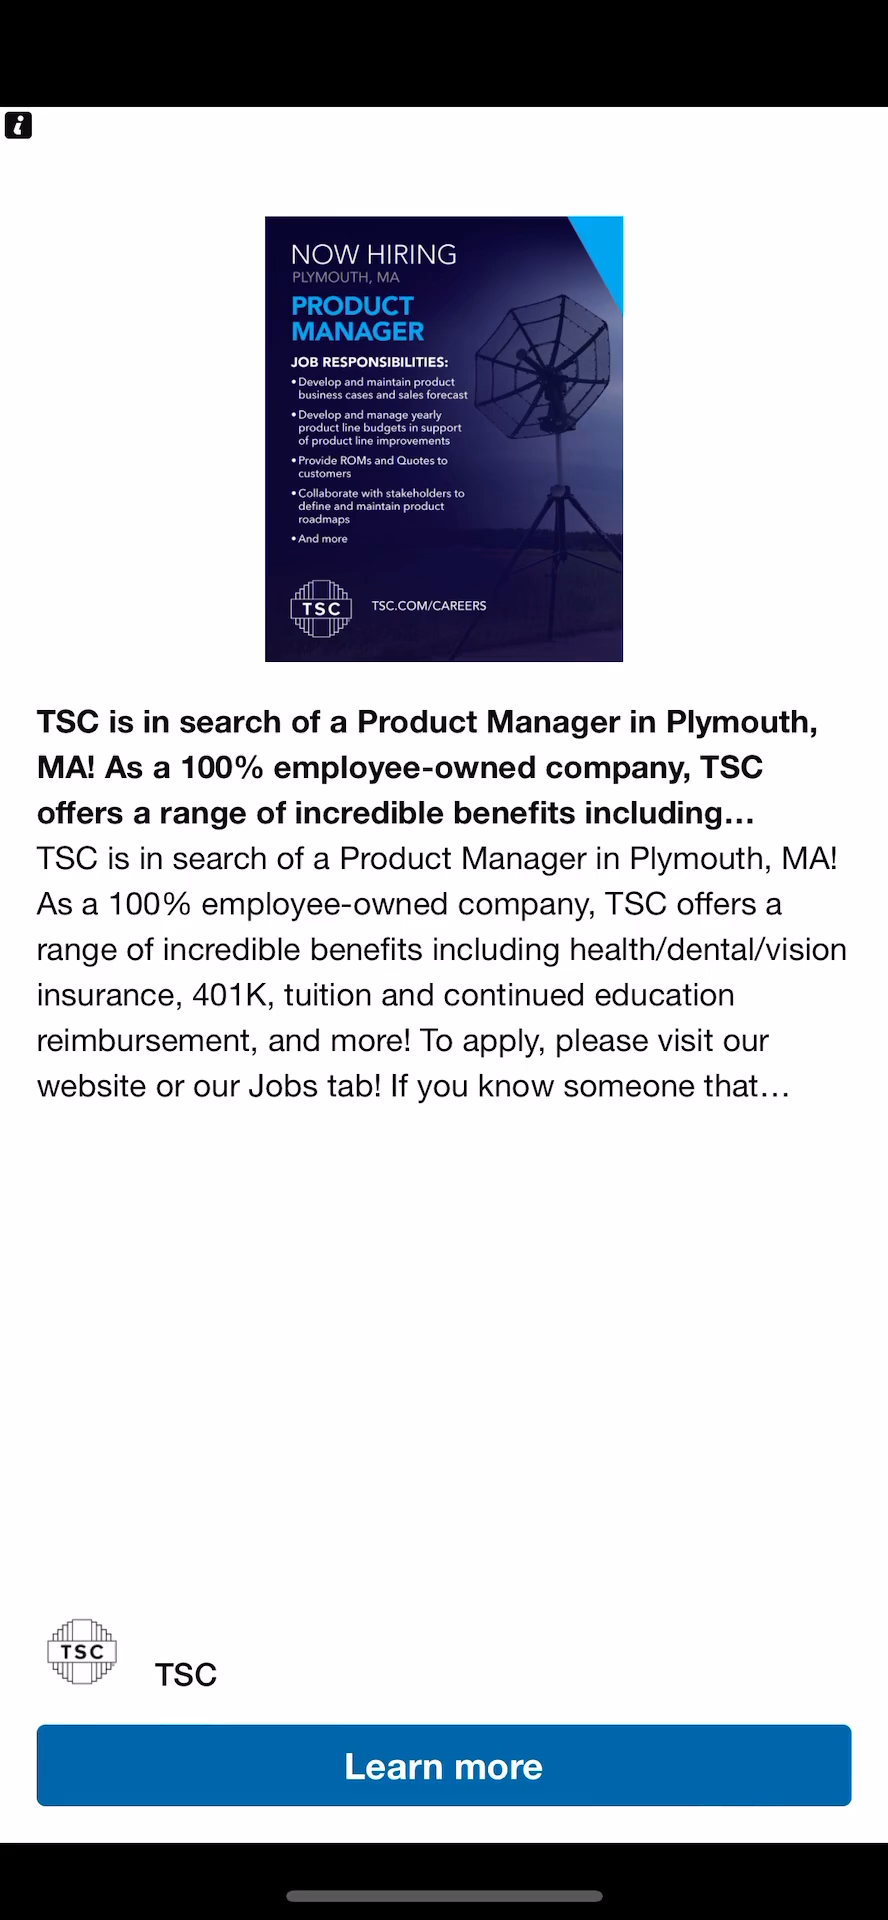 NOW HIRING
PLYMOUTH, MA
PRODUCT
MANAGER
JOB RESPONSIBILITIES:
• Develop and maintain product
business cases and sales forecast
• Develop and manage yearly
product line budgets in support
of product line improvements
• Provide ROMs and Quotes to
customers
• Collaborate with stakeholders to
define and maintain product
roadmaps
• And more
TSC
TSC.COM/CAREERS
TSC is in search of a Product Manager in Plymouth,
MA! As a 100% employee-owned company, TSC
offers a range of incredible benefits including...
TSC is in search of a Product Manager in Plymouth, MA!
As a 100% employee-owned company, TSC offers a
range of incredible benefits including health/dental/vision
insurance, 401K, tuition and continued education
reimbursement, and more! To apply, please visit our
website or our Jobs tab! If you know someone that...
TSC
TSC
Learn more